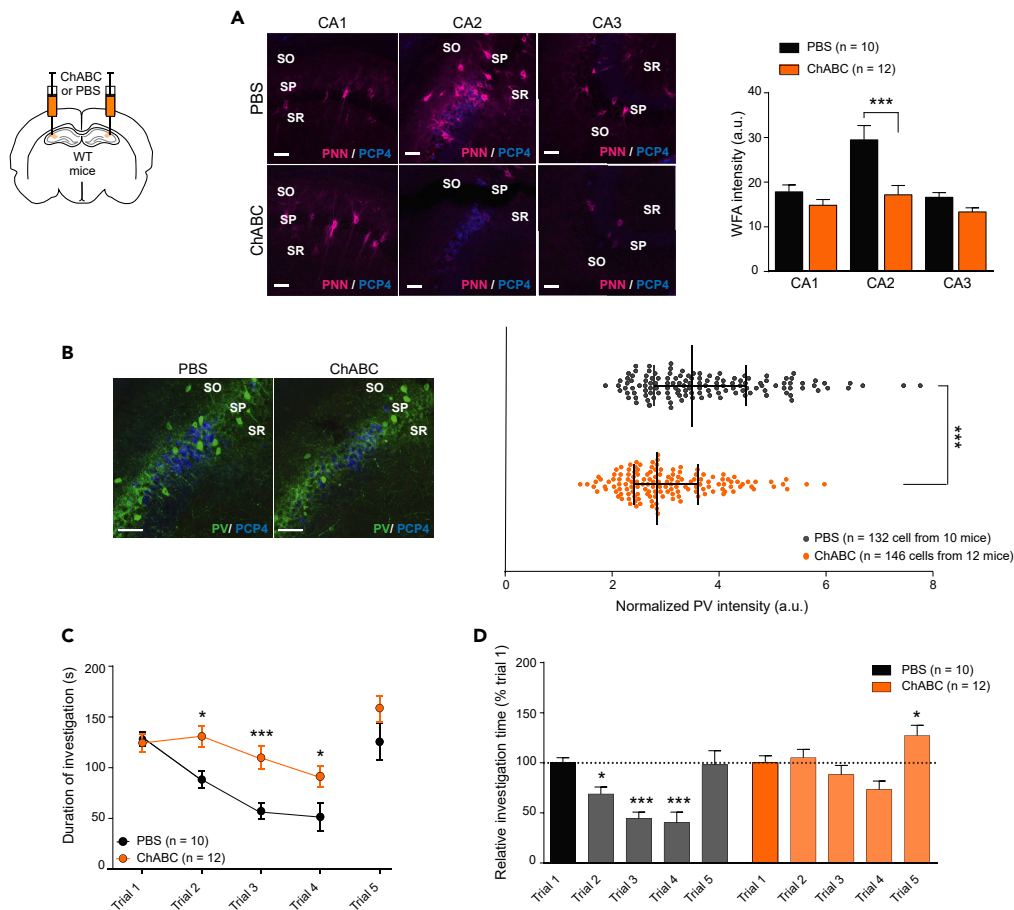 ChABC
or PBS
WT
mice
A
CA1
CA2
CA3
PBS
SO
SP
SR
PNN / PCP4
SO
SP
SR
PNN / PCP4
SR
SP
SO
PNN / PCP4
ChABC
SO
SP
SR
PNN / PCP4
SO
SP
SR
PNN / PCP4
SR
SP
SO
PNN / PCP4
PBS (n = 10)
ChABC (n = 12)
WFA intensity (a.u.)
40
30
20
10
0
***
CA1
CA2
CA3
B
PBS
ChABC
SO
SP
SR
PV/ PCP4
SO
SP
SR
PV/ PCP4
***
PBS (n = 132 cell from 10 mice)
ChABC (n = 146 cells from 12 mice)
0
2
4
6
8
Normalized PV intensity (a.u.)
C
Duration of investigation (s)
200
150
100
50
0
*
***
*
PBS (n = 10)
ChABC (n = 12)
Trial 1
Trial 2
Trial 3
Trial 4
Trial 5
D
Relative investigation time (% trial 1)
200
150
100
50
0
PBS (n = 10)
ChABC (n = 12)
*
***
***
*
Trial 1
Trial 2
Trial 3
Trial 4
Trial 5
Trial 1
Trial 2
Trial 3
Trial 4
Trial 5